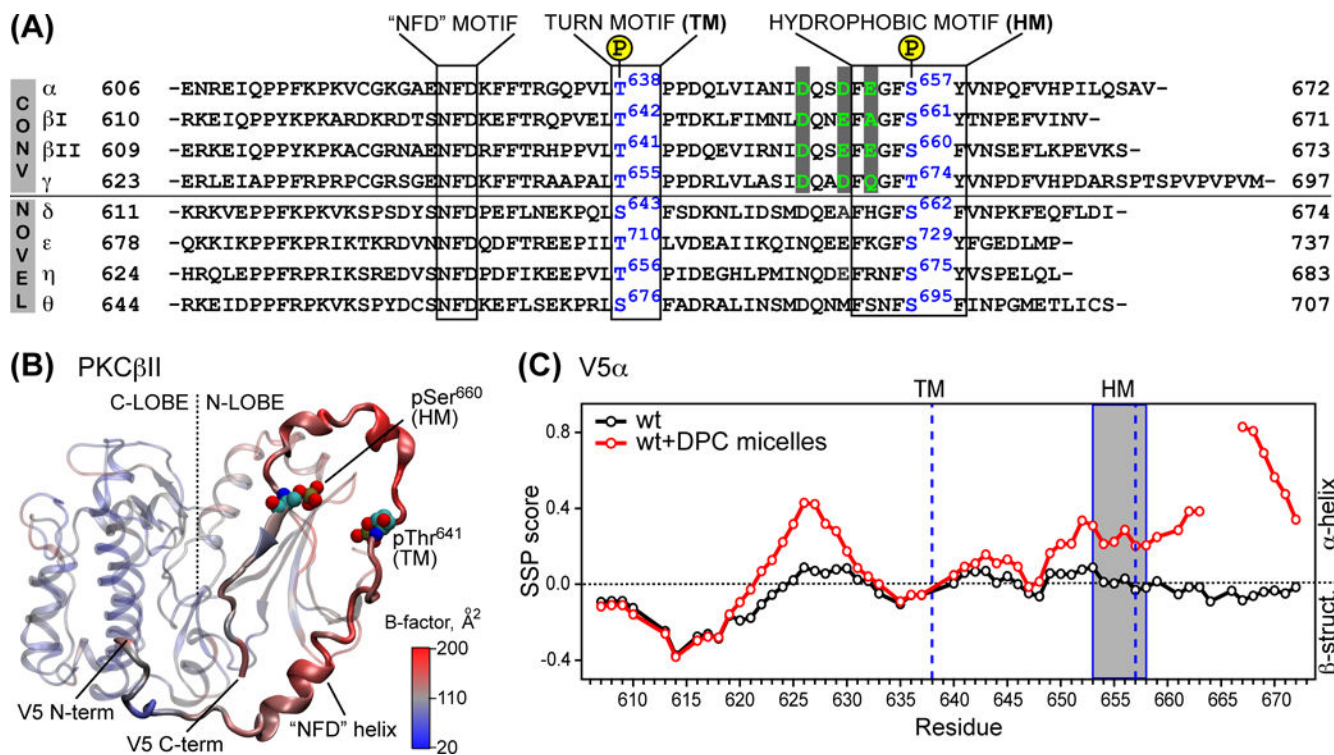 (A)
"NFD" MOTIF TURN MOTIF (TM) HYDROPHOBIC MOTIF (HM)
P P
CONV
α 606 -ENREIQPPFKPKVCGKGAENFDKFFTRGQPVLT638PPDQLVIANIDQSDFEGFS657YVNPQFVHPILQSAV- 672
βI 610 -RKEIQPPYKPKARDKRDTSNFDKEFTRQPVELT642PTDKLFIMNLDQNEFAGFS661YTNPEFVINV- 671
βII 609 -ERKEIQPPYKPKACGRNAENFDRFFTRHPPVLT641PPDQEVIRNIDQSEFEGFS660FVNSEFLKPEVKS- 673
γ 623 -ERLEIAPPFRPRPCGRSGENFDKFFTRAAPALT655PPDRLVLASIDQADFQGFT674YVNPDFVHPDARSPTSPVPVPVM- 697
NOVEL
δ 611 -KRKVEPPFKPKVKSPSDYSNFDPEFLNEKPQLS643FSDKNLIDSMDQEAFHGFS662FVNPKFEQFLDI- 674
ε 678 -QKKIKPPFKPRIKTKRDVNNFDQDFTREEPILT710LVDEAIIKQINQEEFKGFS729YFGEDLMP- 737
η 624 -HRQLEPPFRPRIKSREDVSNFDPDFIKEEPVLT656PIDEGHLPMINQDEFRNFS675YVSPELQL- 683
θ 644 -RKEIDPPFRPKVKSPYDCSNFDKEFLSEKPRLS676FADRALINSMDQNMFSNFS695FINPGMETLICS- 707
(B) PKCβII
C-LOBE N-LOBE
pSer660
(HM)
pThr641
(TM)
B-factor, Å2
200
110
20
V5 N-term
V5 C-term
"NFD" helix
(C) V5α
TM HM
wt
wt+DPC micelles
SSP score
0.8
0.4
0.0
-0.4
α-helix
β-struct.
610 615 620 625 630 635 640 645 650 655 660 665 670
Residue